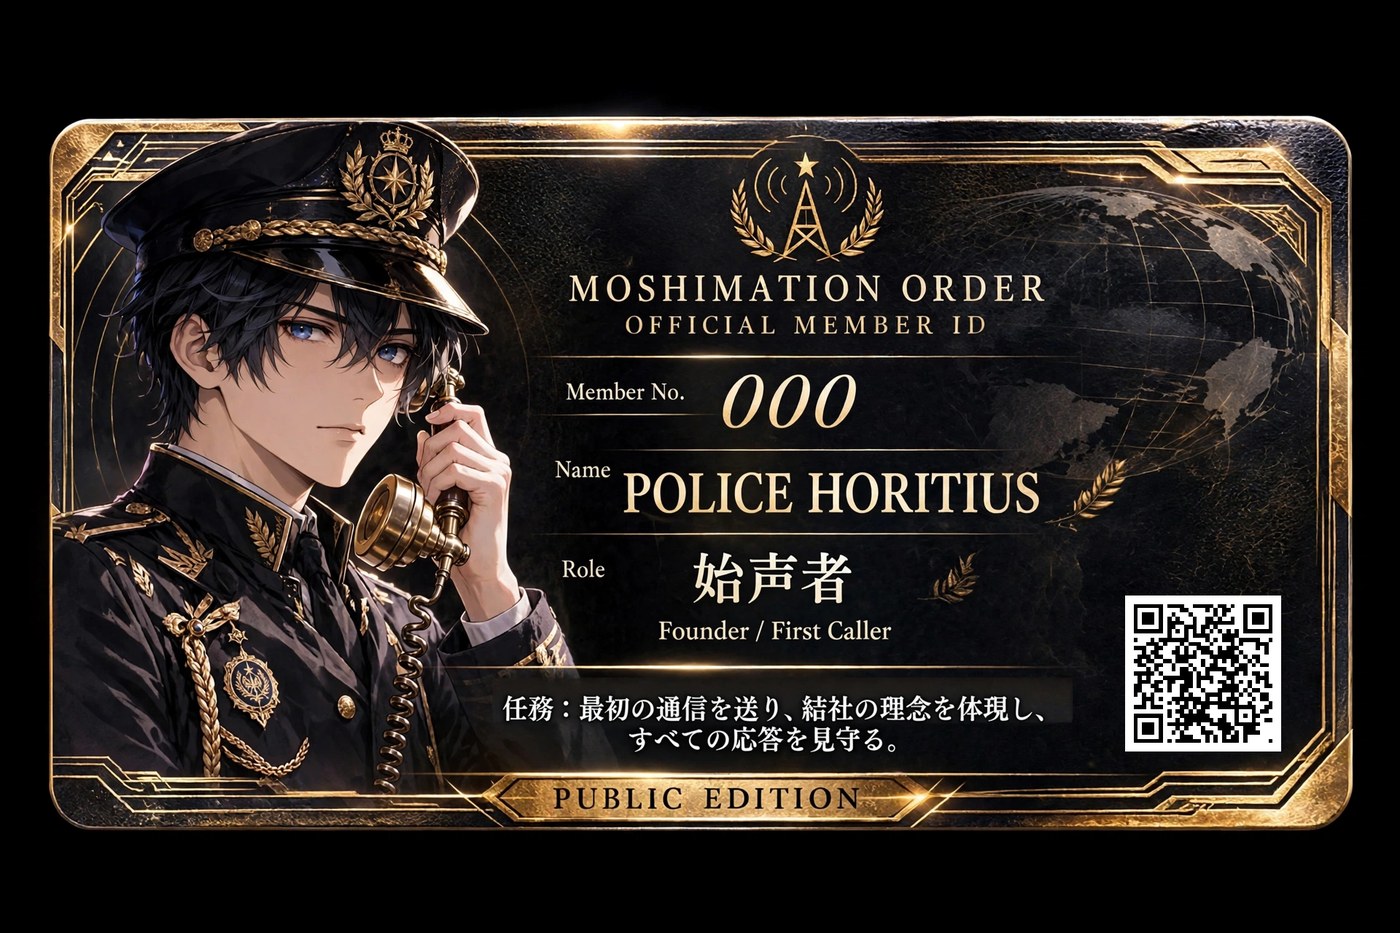 MOSHIMATION ORDER
OFFICIAL MEMBER ID
Member No. 000
Name POLICE HORITIUS
Role 始声者
Founder / First Caller
任務：最初の通信を送り、結社の理念を体現し、
すべての応答を見守る。
PUBLIC EDITION